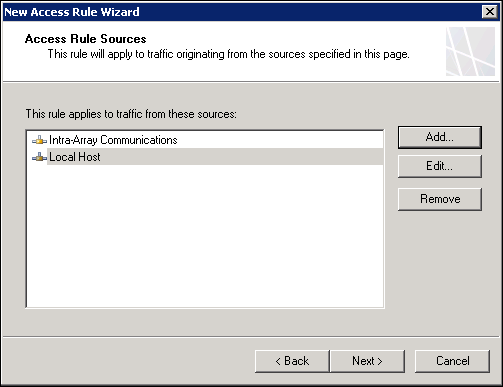 New Access Rule Wizard
Access Rule Sources
This rule will apply to traffic originating from the sources specified in this page.
This rule applies to traffic from these sources:
Intra-Array Communications
Local Host
Add...
Edit...
Remove
< Back
Next >
Cancel